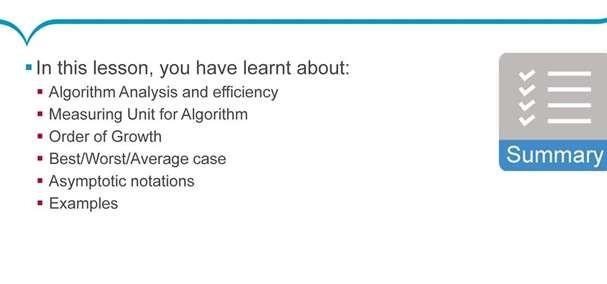 In this lesson, you have learnt about:
Algorithm Analysis and efficiency
Measuring Unit for Algorithm
Order of Growth
Best/Worst/Average case
Asymptotic notations
Examples
Summary